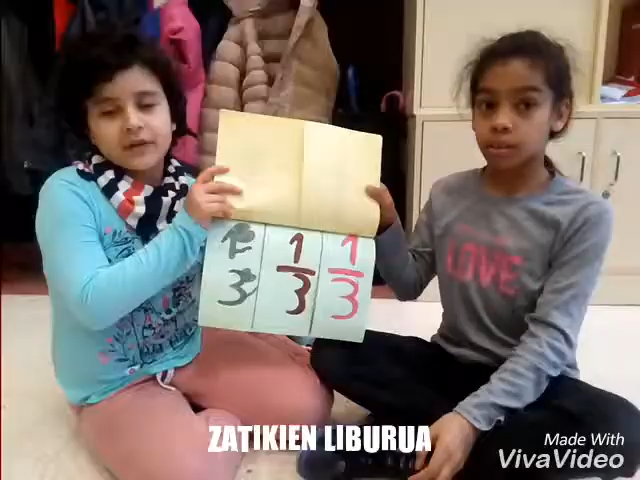 1/3 1/3 1/3
LOVE
ZATIKIEN LIBURUA
Made With
VivaVideo